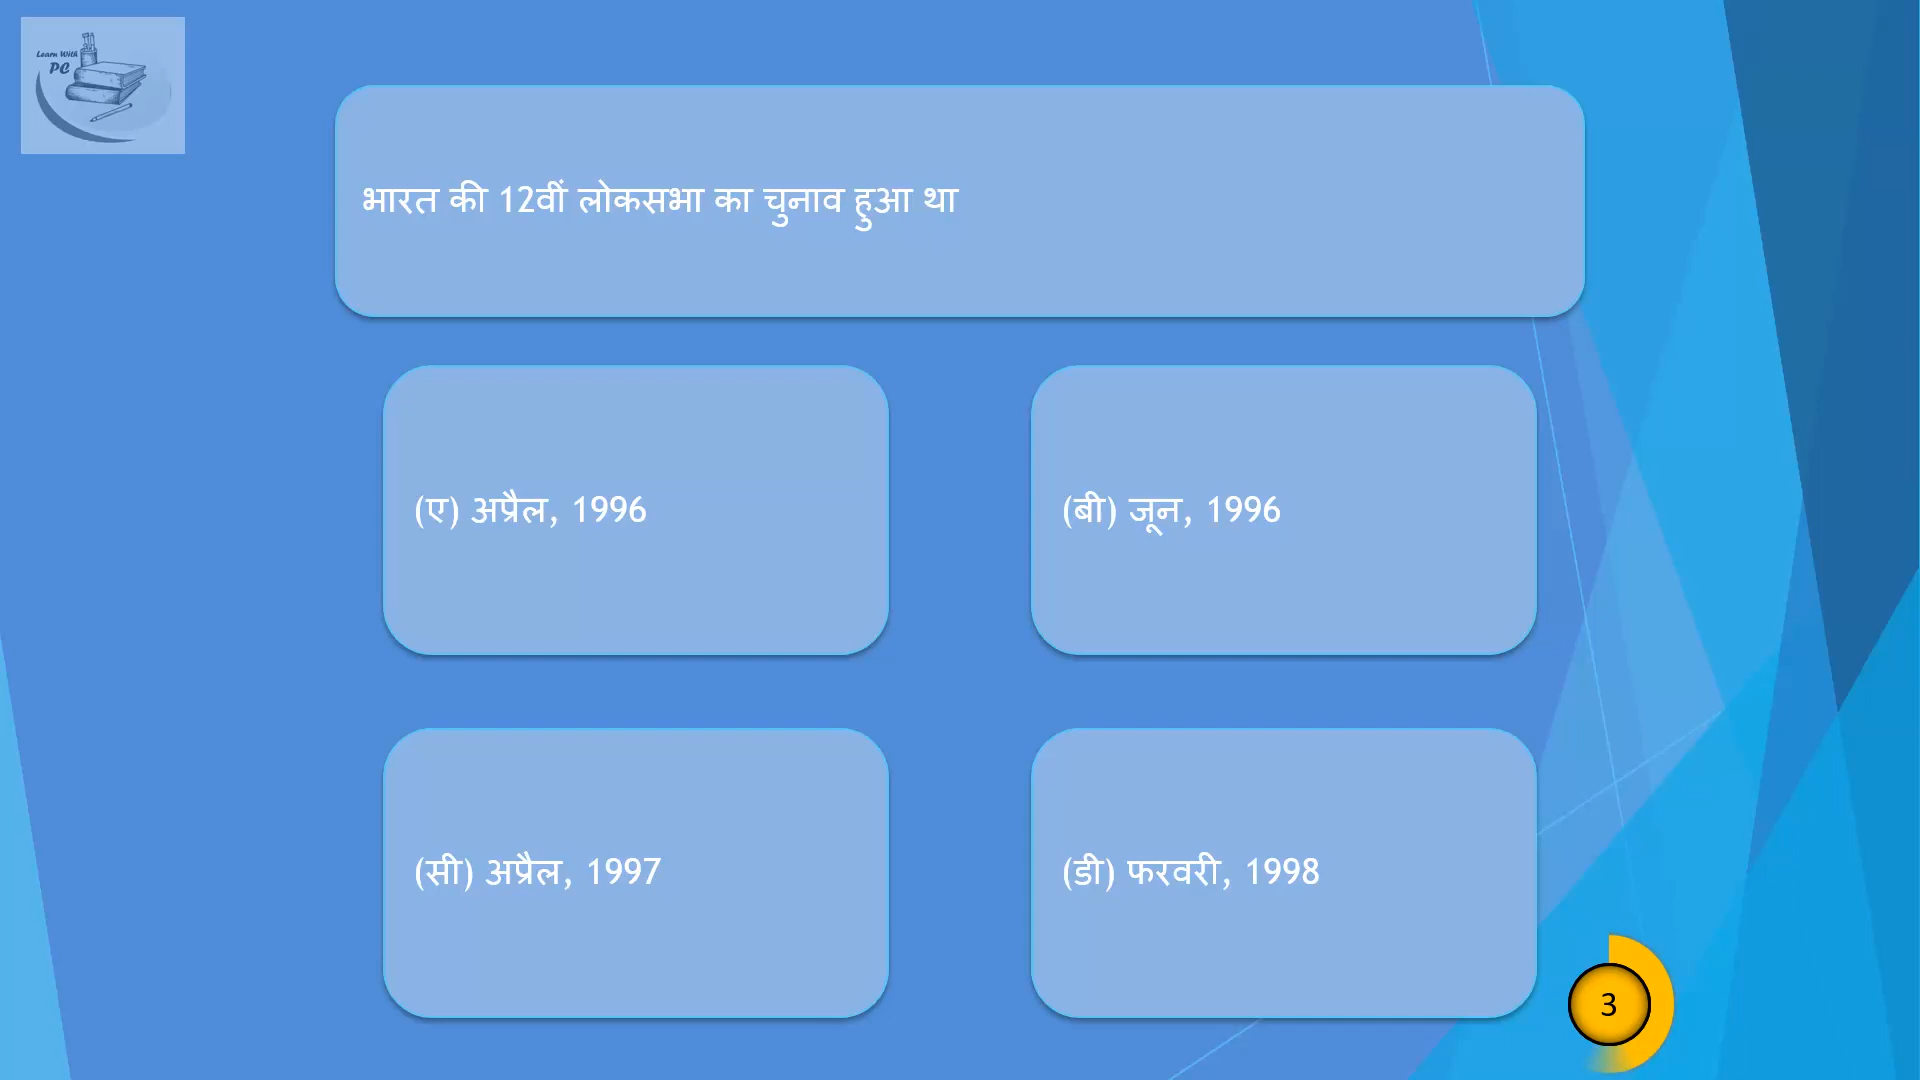 Learn With
PC
भारत की 12वीं लोकसभा का चुनाव हुआ था
(ए) अप्रैल, 1996
(बी) जून, 1996
(सी) अप्रैल, 1997
(डी) फरवरी, 1998
3